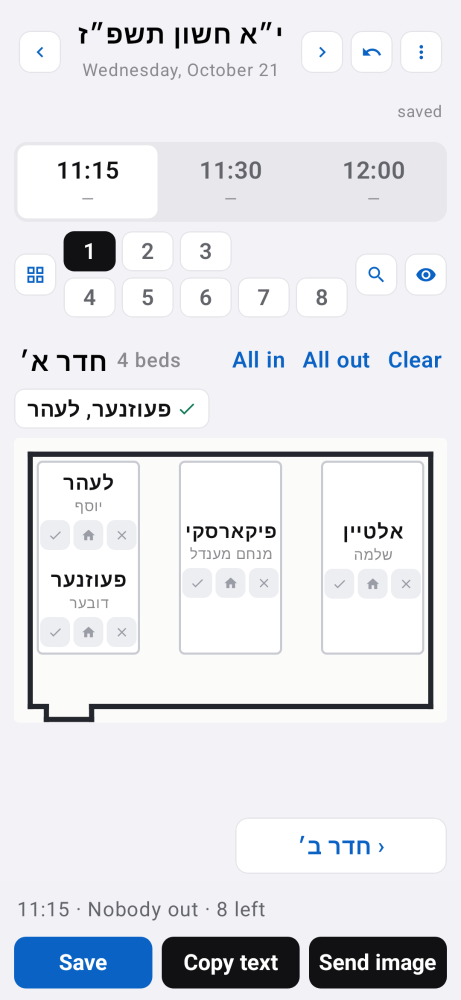 י״א חשון תשפ״ז
Wednesday, October 21
saved
11:15 11:30 12:00
– – –
1 2 3
4 5 6 7 8
חדר א׳ 4 beds All in All out Clear
פעוזנער, לעהר
לעהר
יוסף
פעוזנער
דובער
פיקארסקי
מנחם מענדל
אלטיין
שלמה
חדר ב׳ ›
11:15 · Nobody out · 8 left
Save Copy text Send image